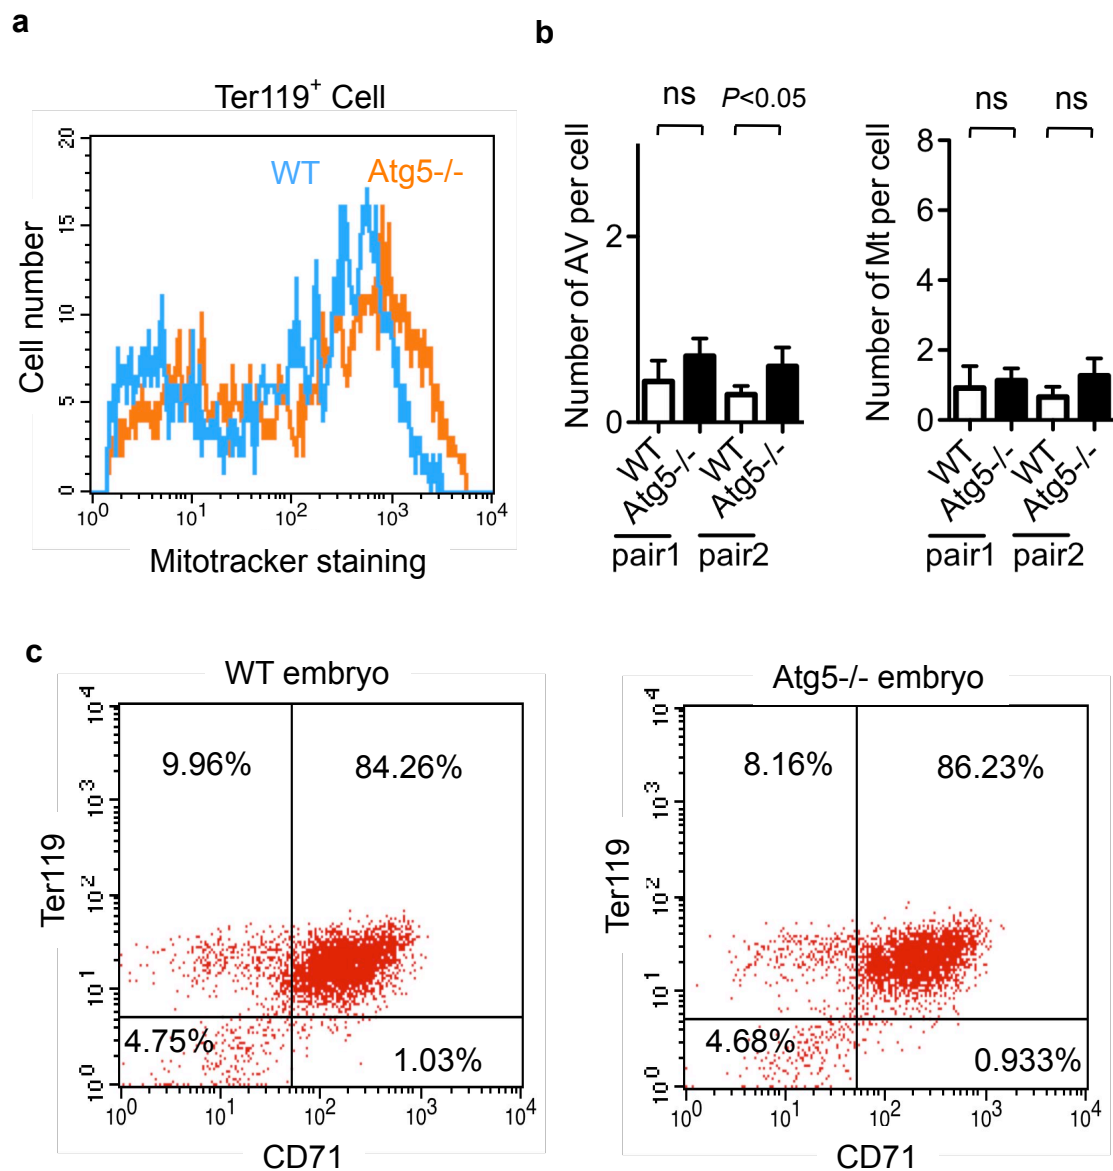 a
Ter119+ Cell
WT
Atg5-/-
Cell number
20
15
10
5
0
10^0
10^1
10^2
10^3
10^4
Mitotracker staining
b
ns
P<0.05
Number of AV per cell
2
0
WT
Atg5-/-
WT
Atg5-/-
pair1
pair2
ns
ns
Number of Mt per cell
8
6
4
2
0
WT
Atg5-/-
WT
Atg5-/-
pair1
pair2
c
WT embryo
Ter119
10^4
10^3
10^2
10^1
10^0
9.96%
84.26%
4.75%
1.03%
10^0
10^1
10^2
10^3
10^4
CD71
Atg5-/- embryo
Ter119
10^4
10^3
10^2
10^1
10^0
8.16%
86.23%
4.68%
0.933%
10^0
10^1
10^2
10^3
10^4
CD71